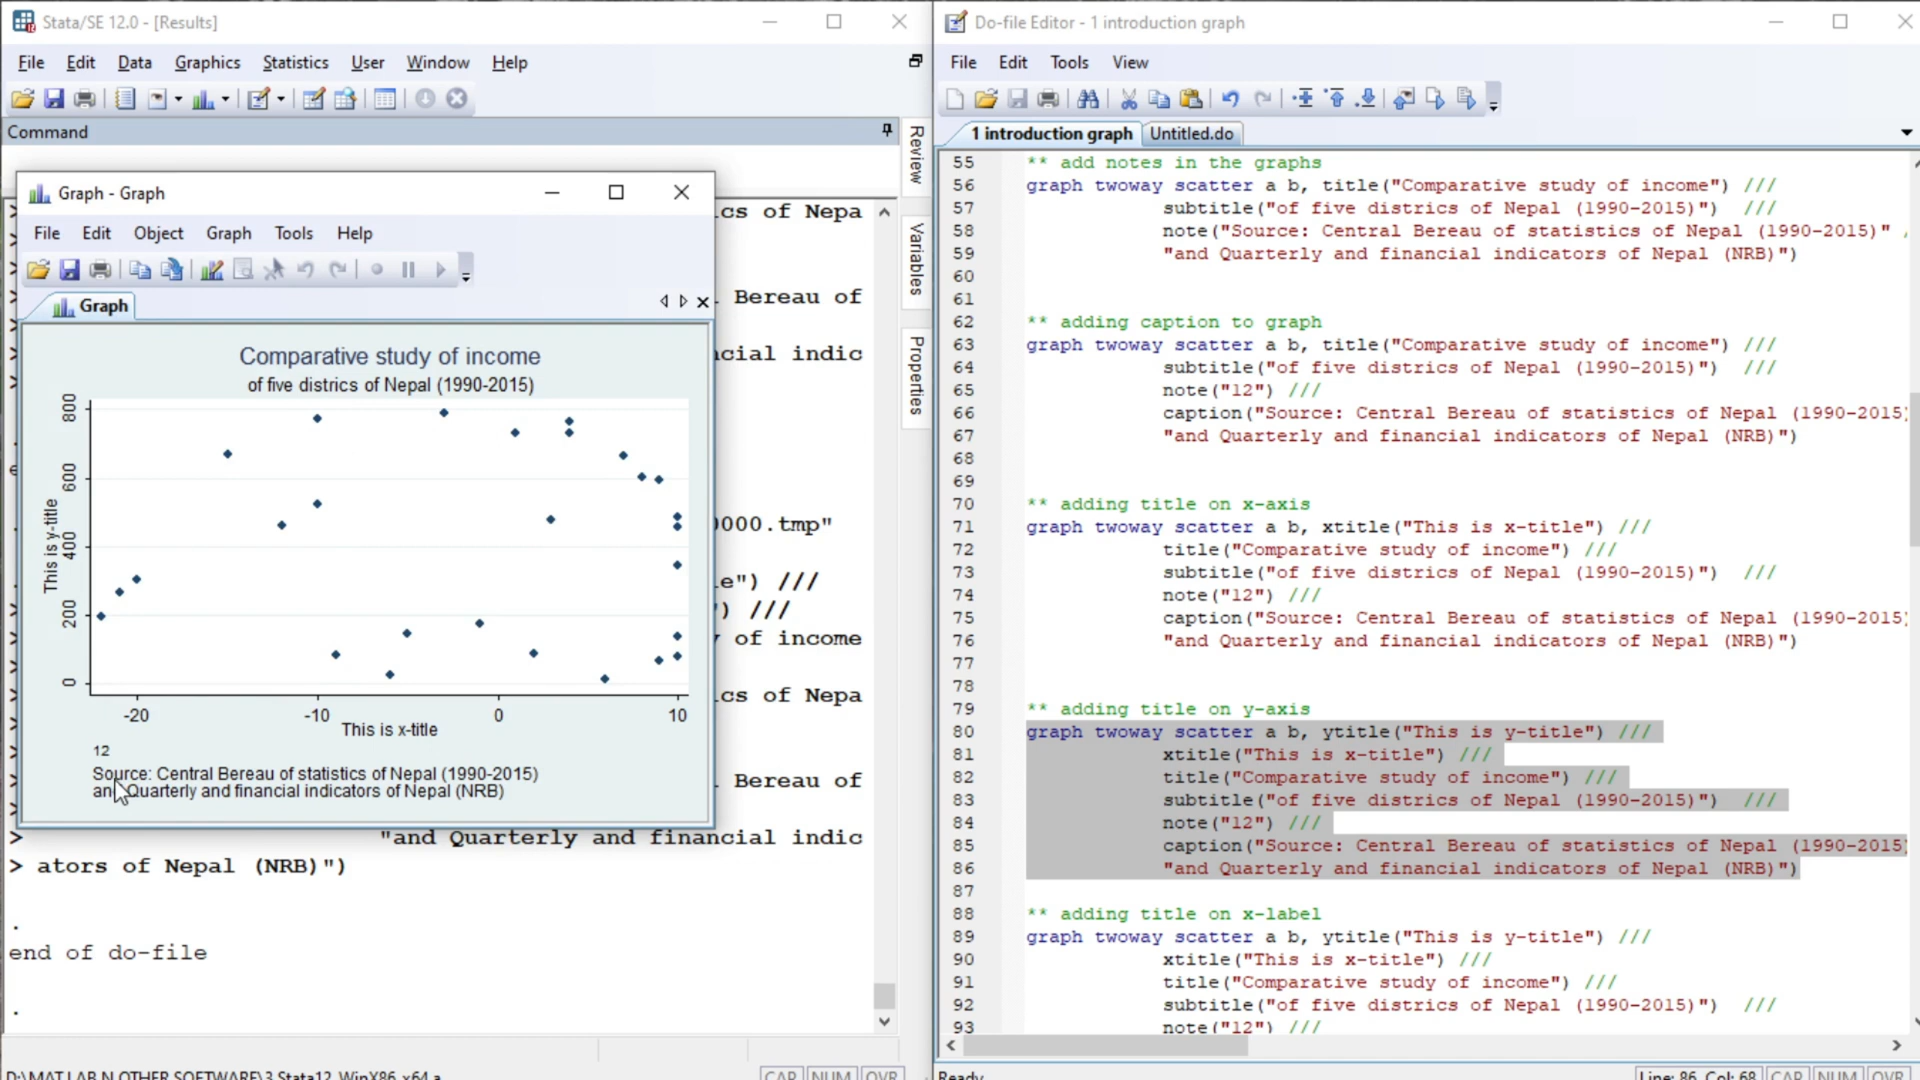 Stata/SE 12.0 - [Results]
File Edit Data Graphics Statistics User Window Help
Command
Review
Variables
Properties
cs of Nepa
Bereau of
cial indic
000.tmp"
e") ///
") ///
of income
cs of Nepa
Bereau of
> "and Quarterly and financial indic
> ators of Nepal (NRB)")
.
end of do-file
.
CAP NUM OVR
Graph - Graph
File Edit Object Graph Tools Help
Graph
Comparative study of income
of five districs of Nepal (1990-2015)
This is y-title
800
600
400
200
0
-20 -10 0 10
This is x-title
12
Source: Central Bereau of statistics of Nepal (1990-2015)
and Quarterly and financial indicators of Nepal (NRB)
Do-file Editor - 1 introduction graph
File Edit Tools View
1 introduction graph Untitled.do
55 ** add notes in the graphs
56 graph twoway scatter a b, title("Comparative study of income") ///
57 subtitle("of five districs of Nepal (1990-2015)") ///
58 note("Source: Central Bereau of statistics of Nepal (1990-2015)" /
59 "and Quarterly and financial indicators of Nepal (NRB)")
60
61
62 ** adding caption to graph
63 graph twoway scatter a b, title("Comparative study of income") ///
64 subtitle("of five districs of Nepal (1990-2015)") ///
65 note("12") ///
66 caption("Source: Central Bereau of statistics of Nepal (1990-2015)
67 "and Quarterly and financial indicators of Nepal (NRB)")
68
69
70 ** adding title on x-axis
71 graph twoway scatter a b, xtitle("This is x-title") ///
72 title("Comparative study of income") ///
73 subtitle("of five districs of Nepal (1990-2015)") ///
74 note("12") ///
75 caption("Source: Central Bereau of statistics of Nepal (1990-2015)
76 "and Quarterly and financial indicators of Nepal (NRB)")
77
78
79 ** adding title on y-axis
80 graph twoway scatter a b, ytitle("This is y-title") ///
81 xtitle("This is x-title") ///
82 title("Comparative study of income") ///
83 subtitle("of five districs of Nepal (1990-2015)") ///
84 note("12") ///
85 caption("Source: Central Bereau of statistics of Nepal (1990-2015)
86 "and Quarterly and financial indicators of Nepal (NRB)")
87
88 ** adding title on x-label
89 graph twoway scatter a b, ytitle("This is y-title") ///
90 xtitle("This is x-title") ///
91 title("Comparative study of income") ///
92 subtitle("of five districs of Nepal (1990-2015)") ///
93 note("12") ///
Ready Line: 86, Col: 68 CAP NUM OVR